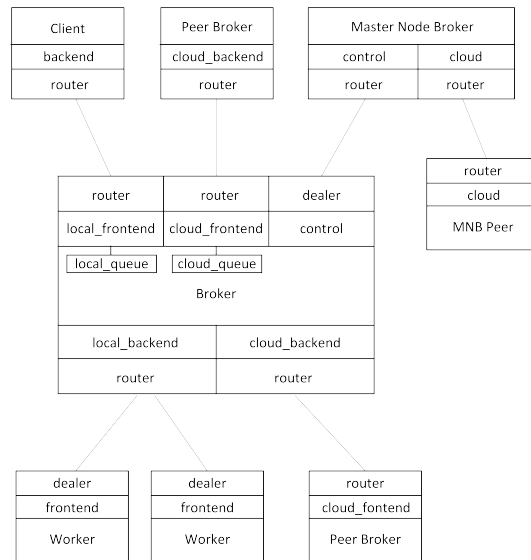 Client
backend
router
Peer Broker
cloud_backend
router
Master Node Broker
control cloud
router router
router
cloud
MNB Peer
router router dealer
local_frontend cloud_frontend control
local_queue cloud_queue
Broker
local_backend cloud_backend
router router
dealer
frontend
Worker
dealer
frontend
Worker
router
cloud_fontend
Peer Broker